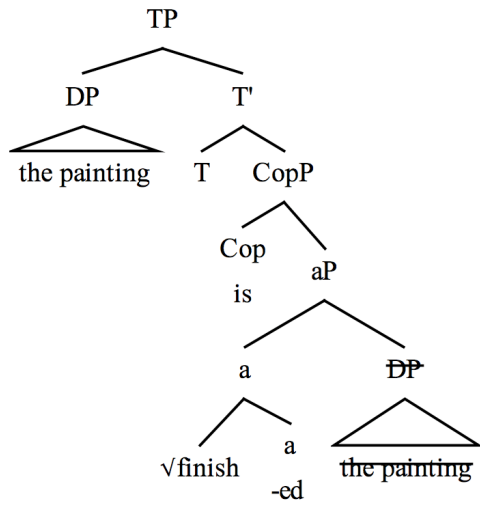 TP
DP T'
the painting T CopP
Cop aP
is
a DP
√finish a the painting
-ed